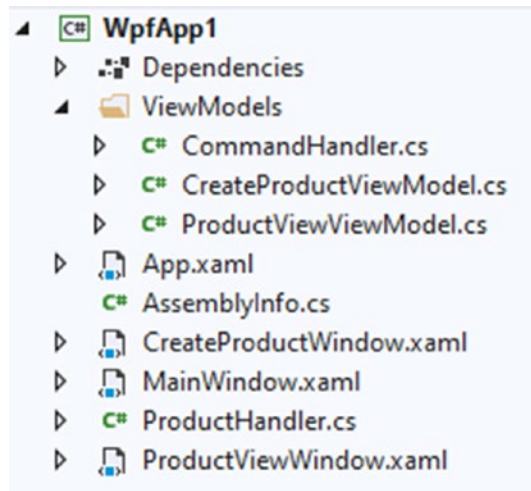 C# WpfApp1
Dependencies
ViewModels
C# CommandHandler.cs
C# CreateProductViewModel.cs
C# ProductViewViewModel.cs
App.xaml
C# AssemblyInfo.cs
CreateProductWindow.xaml
MainWindow.xaml
C# ProductHandler.cs
ProductViewWindow.xaml